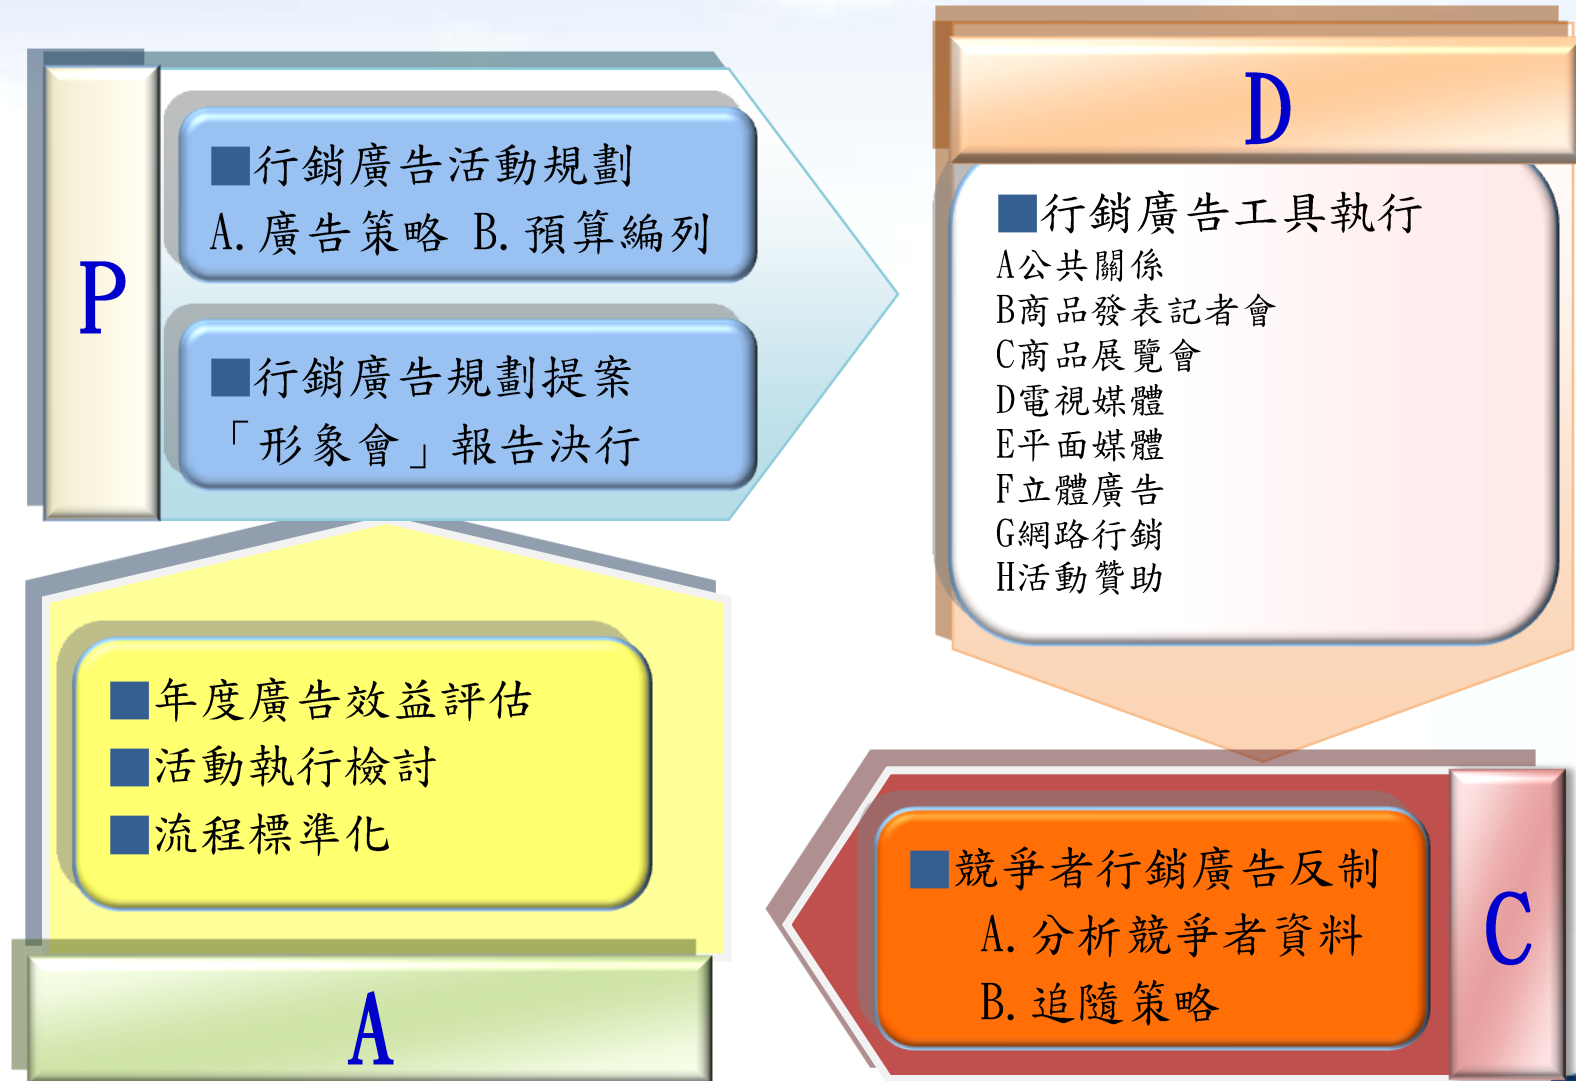 P
■行銷廣告活動規劃
A.廣告策略 B.預算編列
■行銷廣告規劃提案
「形象會」報告決行
D
■行銷廣告工具執行
A公共關係
B商品發表記者會
C商品展覽會
D電視媒體
E平面媒體
F立體廣告
G網路行銷
H活動贊助
C
■競爭者行銷廣告反制
A.分析競爭者資料
B.追隨策略
■年度廣告效益評估
■活動執行檢討
■流程標準化
A